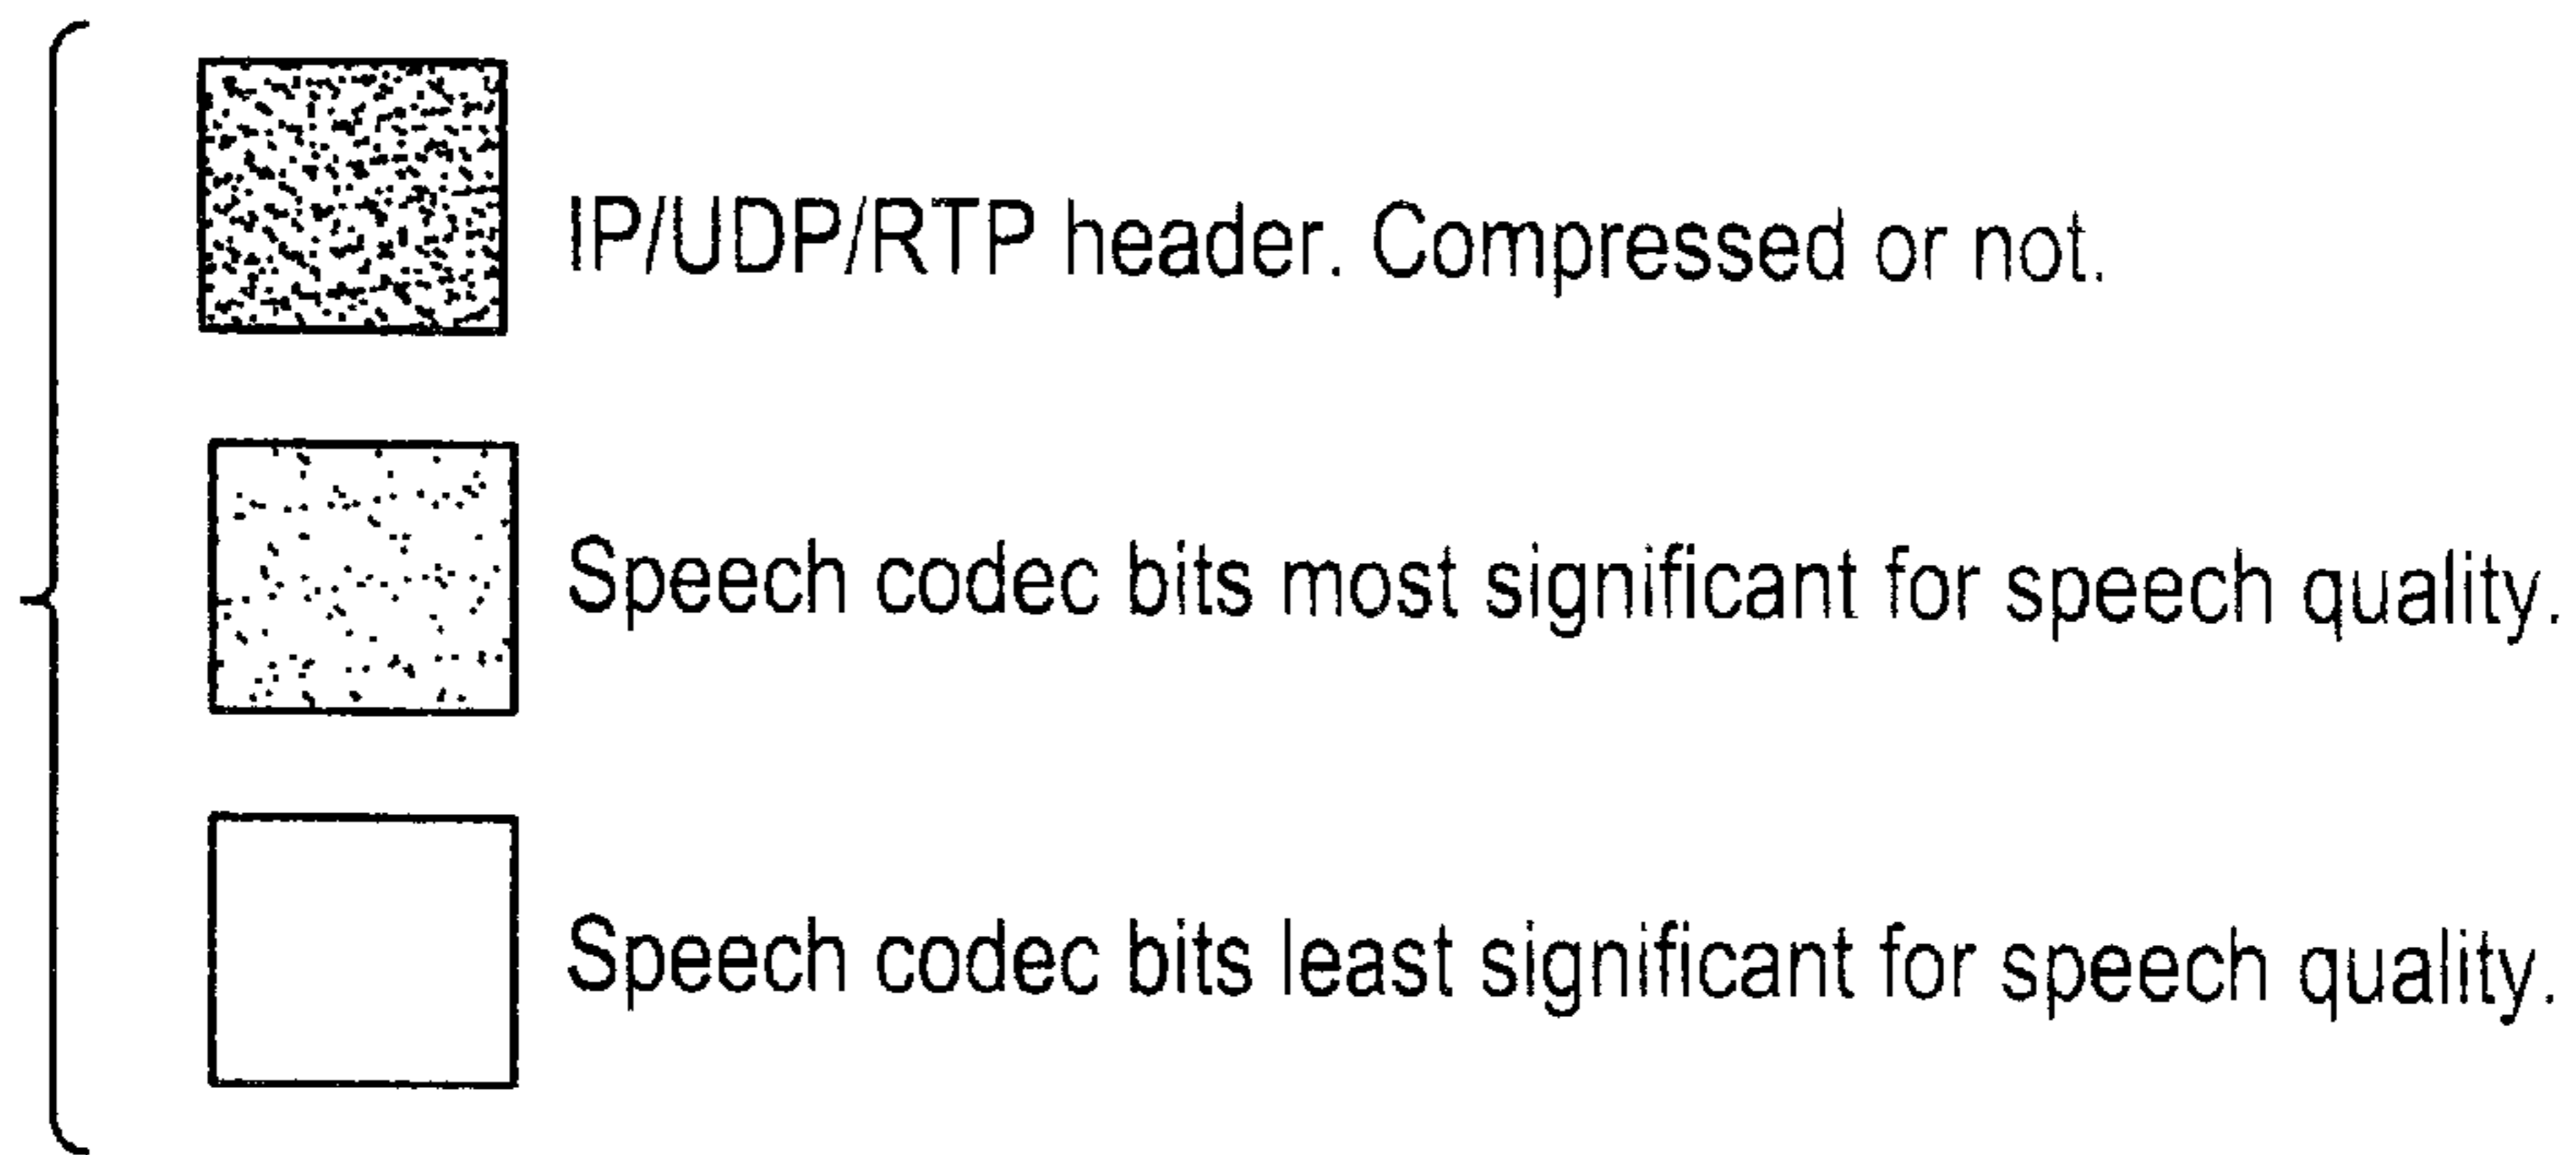 IP/UDP/RTP header. Compressed or not.
Speech codec bits most significant for speech quality.
Speech codec bits least significant for speech quality.